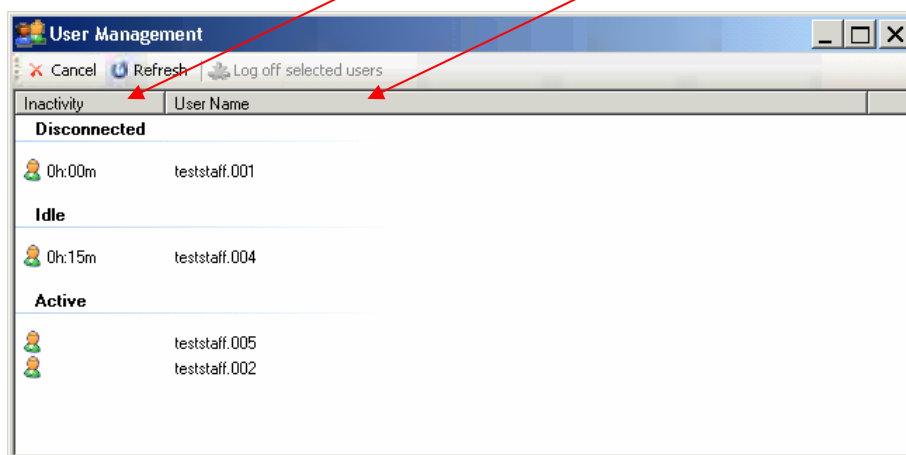 User Management
Cancel Refresh Log off selected users
Inactivity User Name
Disconnected
0h:00m teststaff.001
Idle
0h:15m teststaff.004
Active
teststaff.005
teststaff.002